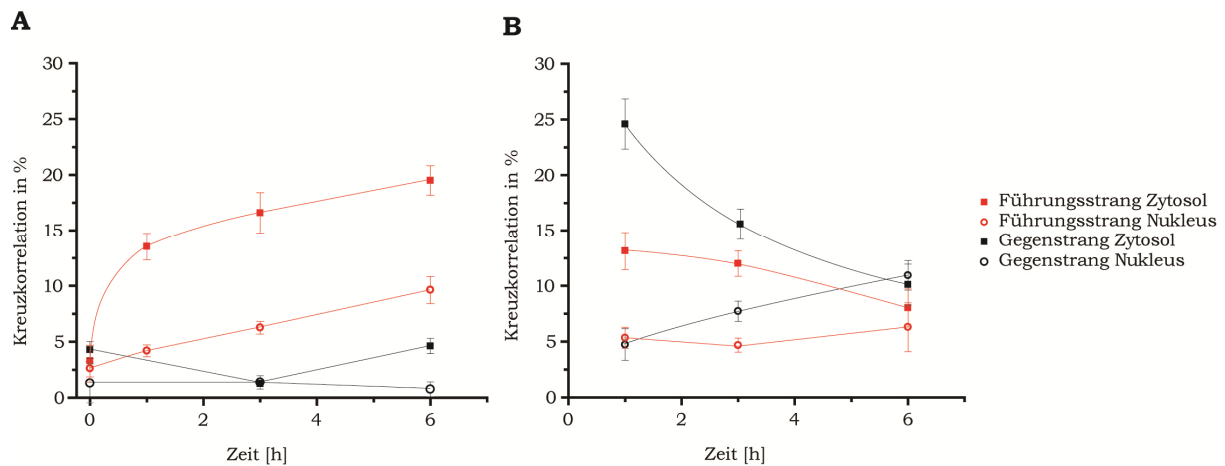 A
B
Kreuzkorrelation in %
30
25
20
15
10
5
0
0
2
4
6
Zeit [h]
Kreuzkorrelation in %
30
25
20
15
10
5
0
0
2
4
6
Zeit [h]
Führungsstrang Zytosol
Führungsstrang Nukleus
Gegenstrang Zytosol
Gegenstrang Nukleus